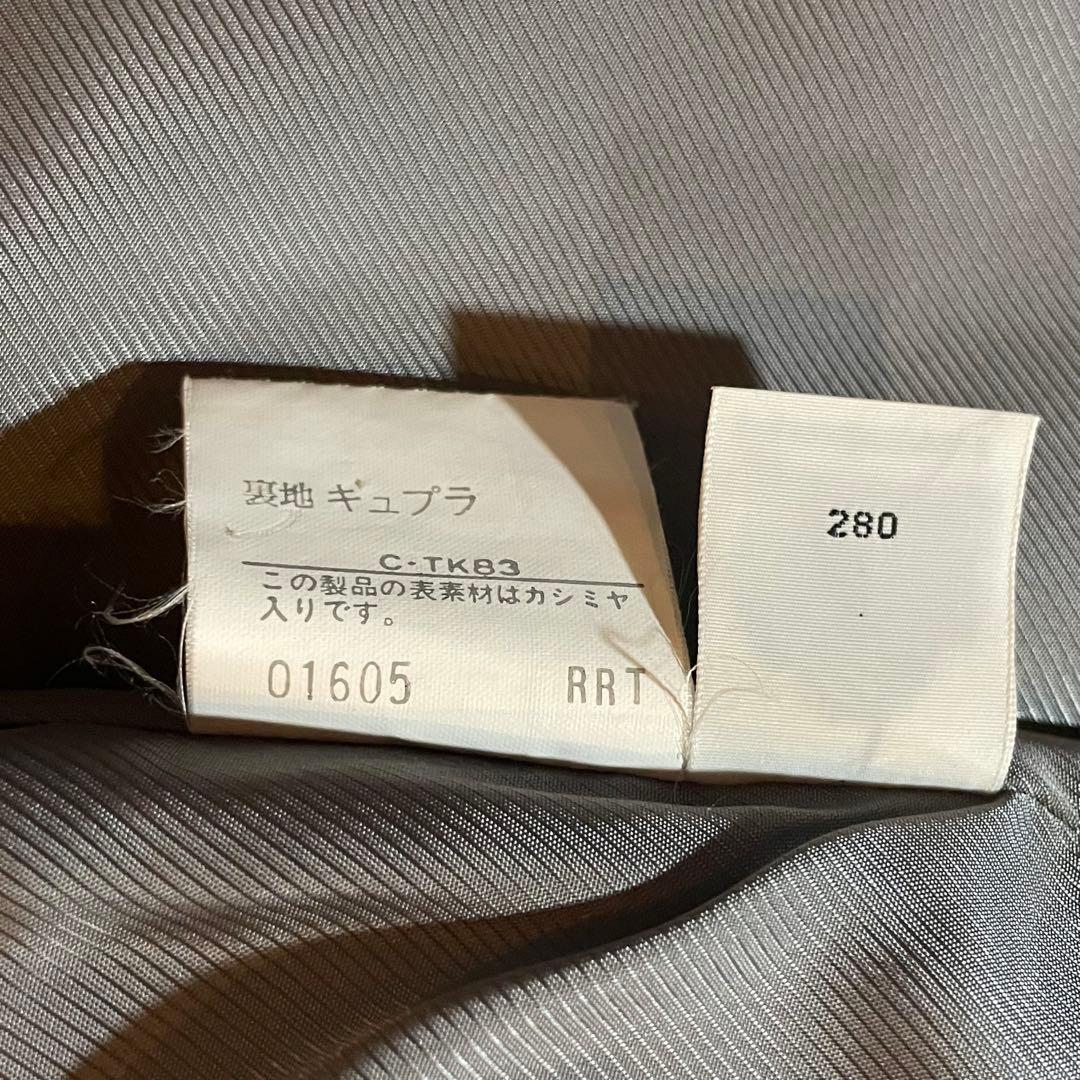 裏地 キュプラ
C-TK83
この製品の表素材はカシミヤ
入りです。
01605 RRT
280